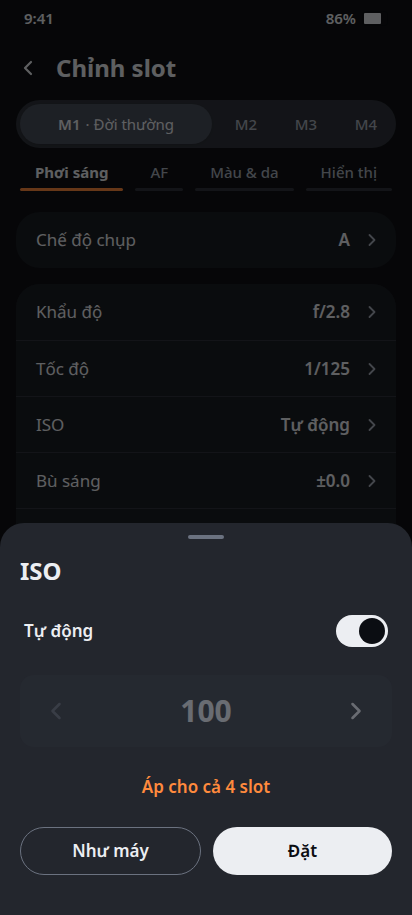 9:41
86%
Chỉnh slot
M1 · Đời thường
M2
M3
M4
Phơi sáng
AF
Màu & da
Hiển thị
Chế độ chụp
A
Khẩu độ
f/2.8
Tốc độ
1/125
ISO
Tự động
Bù sáng
±0.0
ISO
Tự động
100
Áp cho cả 4 slot
Như máy
Đặt